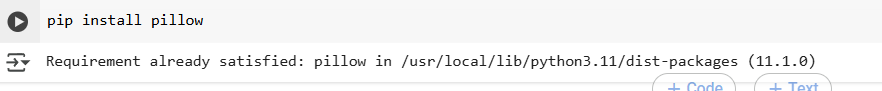 pip install pillow
Requirement already satisfied: pillow in /usr/local/lib/python3.11/dist-packages (11.1.0)
+ Code + Text